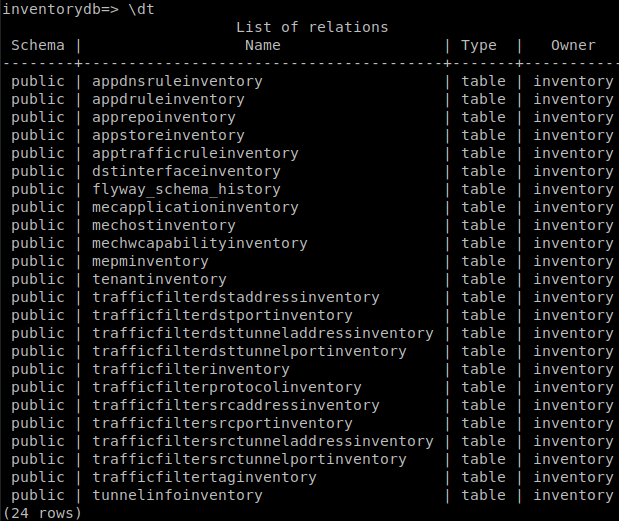 inventorydb=> \dt
List of relations
Schema | Name | Type | Owner
--------+----------------------------------------+-------+-----------
public | appdnsruleinventory | table | inventory
public | appdruleinventory | table | inventory
public | apprepoinventory | table | inventory
public | appstoreinventory | table | inventory
public | apptrafficruleinventory | table | inventory
public | dstinterfaceinventory | table | inventory
public | flyway_schema_history | table | inventory
public | mecapplicationinventory | table | inventory
public | mechostinventory | table | inventory
public | mechwcapabilityinventory | table | inventory
public | mepminventory | table | inventory
public | tenantinventory | table | inventory
public | trafficfilterdstaddressinventory | table | inventory
public | trafficfilterdstportinventory | table | inventory
public | trafficfilterdsttunneladdressinventory | table | inventory
public | trafficfilterdsttunnelportinventory | table | inventory
public | trafficfilterinventory | table | inventory
public | trafficfilterprotocolinventory | table | inventory
public | trafficfiltersrcaddressinventory | table | inventory
public | trafficfiltersrcportinventory | table | inventory
public | trafficfiltersrctunneladdressinventory | table | inventory
public | trafficfiltersrctunnelportinventory | table | inventory
public | trafficfiltertaginventory | table | inventory
public | tunnelinfoinventory | table | inventory
(24 rows)